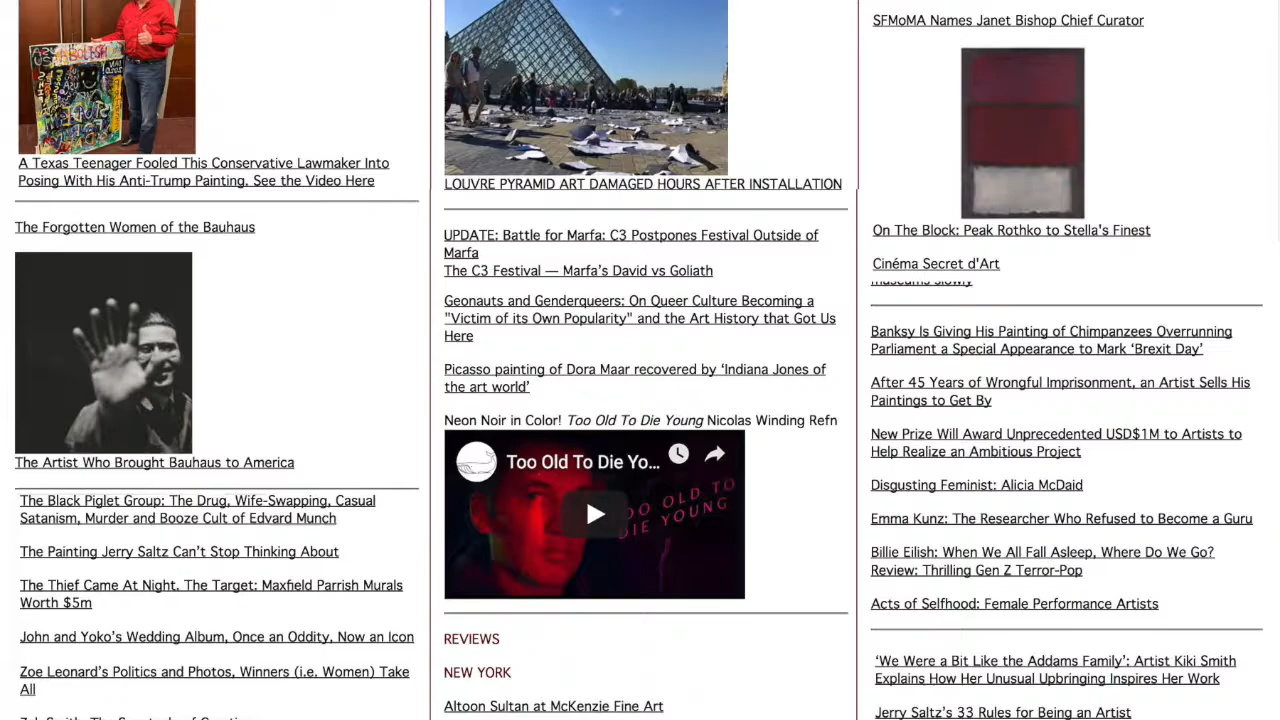 A Texas Teenager Fooled This Conservative Lawmaker Into
Posing With His Anti-Trump Painting. See the Video Here
The Forgotten Women of the Bauhaus
The Artist Who Brought Bauhaus to America
The Black Piglet Group: The Drug, Wife-Swapping, Casual
Satanism, Murder and Booze Cult of Edvard Munch
The Painting Jerry Saltz Can't Stop Thinking About
The Thief Came At Night. The Target: Maxfield Parrish Murals
Worth $5m
John and Yoko's Wedding Album, Once an Oddity, Now an Icon
Zoe Leonard's Politics and Photos, Winners (i.e. Women) Take
All
LOUVRE PYRAMID ART DAMAGED HOURS AFTER INSTALLATION
UPDATE: Battle for Marfa: C3 Postpones Festival Outside of
Marfa
The C3 Festival — Marfa's David vs Goliath
Geonauts and Genderqueers: On Queer Culture Becoming a
"Victim of its Own Popularity" and the Art History that Got Us
Here
Picasso painting of Dora Maar recovered by 'Indiana Jones of
the art world'
Neon Noir in Color! Too Old To Die Young Nicolas Winding Refn
Too Old To Die Yo...
TOO OLD TO
DIE YOUNG
REVIEWS
NEW YORK
Altoon Sultan at McKenzie Fine Art
SFMoMA Names Janet Bishop Chief Curator
On The Block: Peak Rothko to Stella's Finest
Cinéma Secret d'Art
museums slowly
Banksy Is Giving His Painting of Chimpanzees Overrunning
Parliament a Special Appearance to Mark 'Brexit Day'
After 45 Years of Wrongful Imprisonment, an Artist Sells His
Paintings to Get By
New Prize Will Award Unprecedented USD$1M to Artists to
Help Realize an Ambitious Project
Disgusting Feminist: Alicia McDaid
Emma Kunz: The Researcher Who Refused to Become a Guru
Billie Eilish: When We All Fall Asleep, Where Do We Go?
Review: Thrilling Gen Z Terror-Pop
Acts of Selfhood: Female Performance Artists
'We Were a Bit Like the Addams Family': Artist Kiki Smith
Explains How Her Unusual Upbringing Inspires Her Work
Jerry Saltz's 33 Rules for Being an Artist